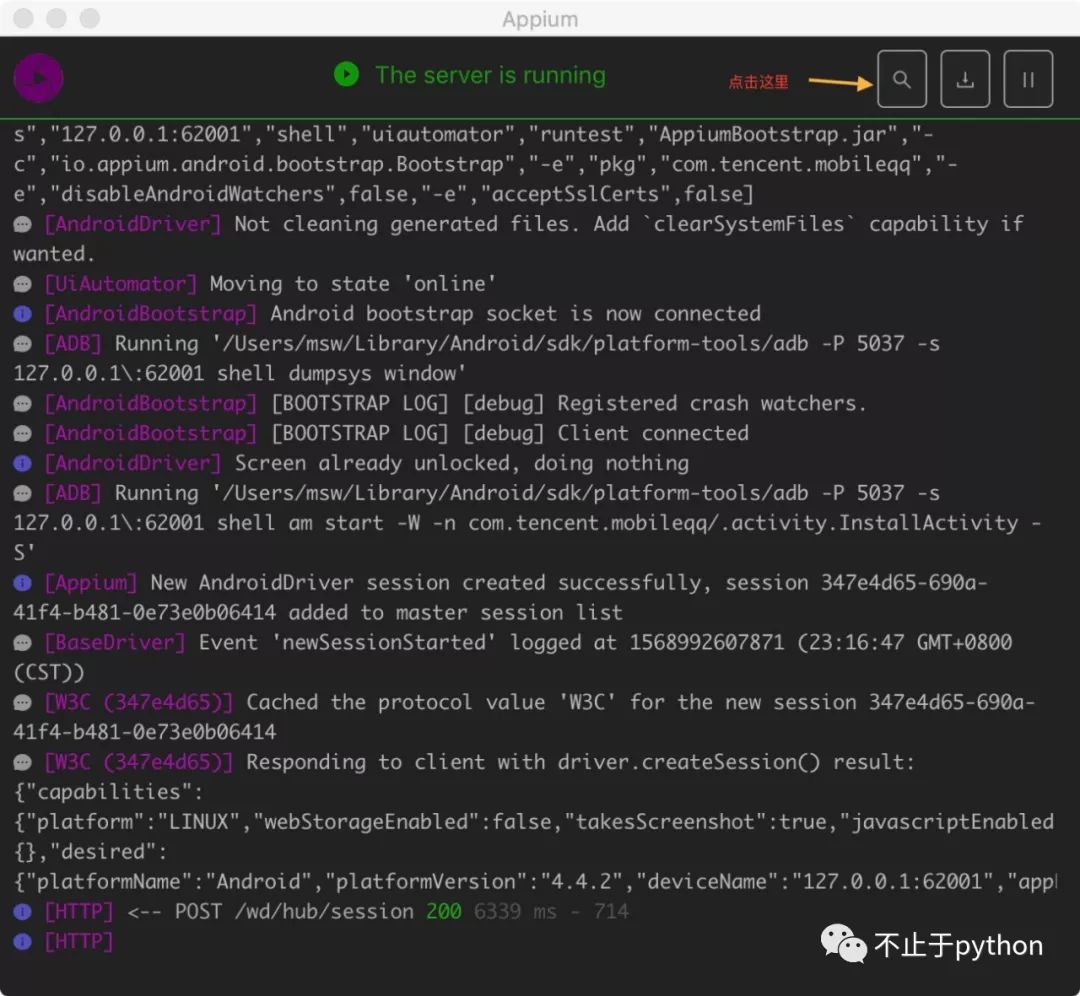 Appium
The server is running
点击这里
s","127.0.0.1:62001","shell","uiautomator","runtest","AppiumBootstrap.jar","-
c","io.appium.android.bootstrap.Bootstrap","-e","pkg","com.tencent.mobileqq","-
e","disableAndroidWatchers",false,"-e","acceptSslCerts",false]
[AndroidDriver] Not cleaning generated files. Add `clearSystemFiles` capability if
wanted.
[UiAutomator] Moving to state 'online'
[AndroidBootstrap] Android bootstrap socket is now connected
[ADB] Running '/Users/msw/Library/Android/sdk/platform-tools/adb -P 5037 -s
127.0.0.1\:62001 shell dumpsys window'
[AndroidBootstrap] [BOOTSTRAP LOG] [debug] Registered crash watchers.
[AndroidBootstrap] [BOOTSTRAP LOG] [debug] Client connected
[AndroidDriver] Screen already unlocked, doing nothing
[ADB] Running '/Users/msw/Library/Android/sdk/platform-tools/adb -P 5037 -s
127.0.0.1\:62001 shell am start -W -n com.tencent.mobileqq/.activity.InstallActivity -
S'
[Appium] New AndroidDriver session created successfully, session 347e4d65-690a-
41f4-b481-0e73e0b06414 added to master session list
[BaseDriver] Event 'newSessionStarted' logged at 1568992607871 (23:16:47 GMT+0800
(CST))
[W3C (347e4d65)] Cached the protocol value 'W3C' for the new session 347e4d65-690a-
41f4-b481-0e73e0b06414
[W3C (347e4d65)] Responding to client with driver.createSession() result:
{"capabilities":
{"platform":"LINUX","webStorageEnabled":false,"takesScreenshot":true,"javascriptEnabled
{},"desired":
{"platformName":"Android","platformVersion":"4.4.2","deviceName":"127.0.0.1:62001","app
[HTTP] <-- POST /wd/hub/session 200 6339 ms - 714
[HTTP]
不止于python